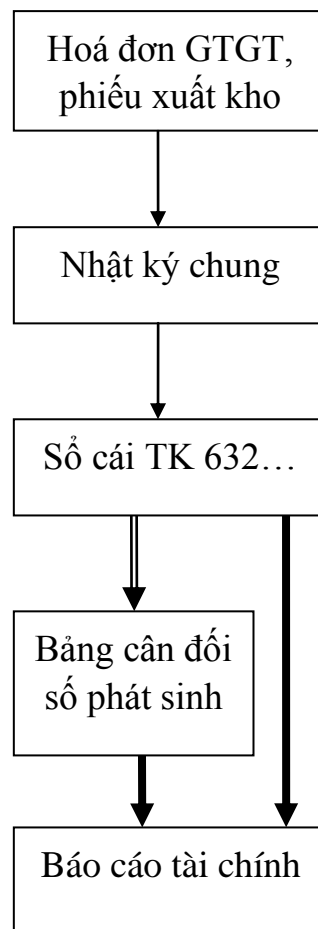 Hoá đơn GTGT,
phiếu xuất kho
Nhật ký chung
Sổ cái TK 632…
Bảng cân đối
số phát sinh
Báo cáo tài chính